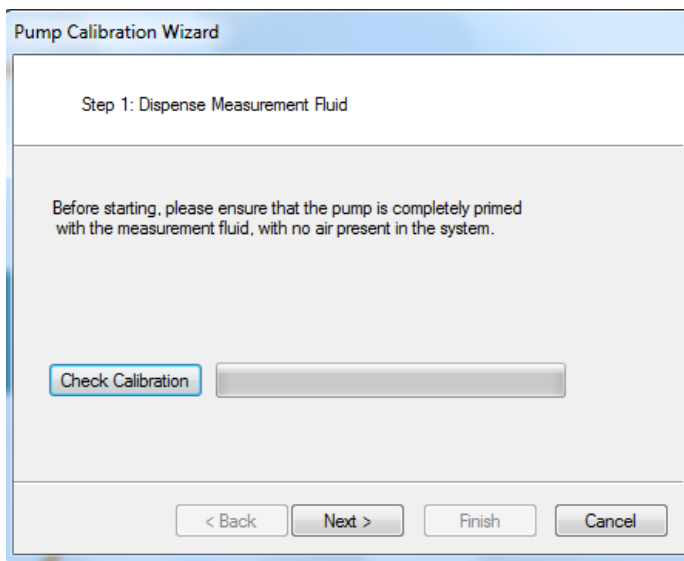 Pump Calibration Wizard
Step 1: Dispense Measurement Fluid
Before starting, please ensure that the pump is completely primed
with the measurement fluid, with no air present in the system.
Check Calibration
< Back Next > Finish Cancel